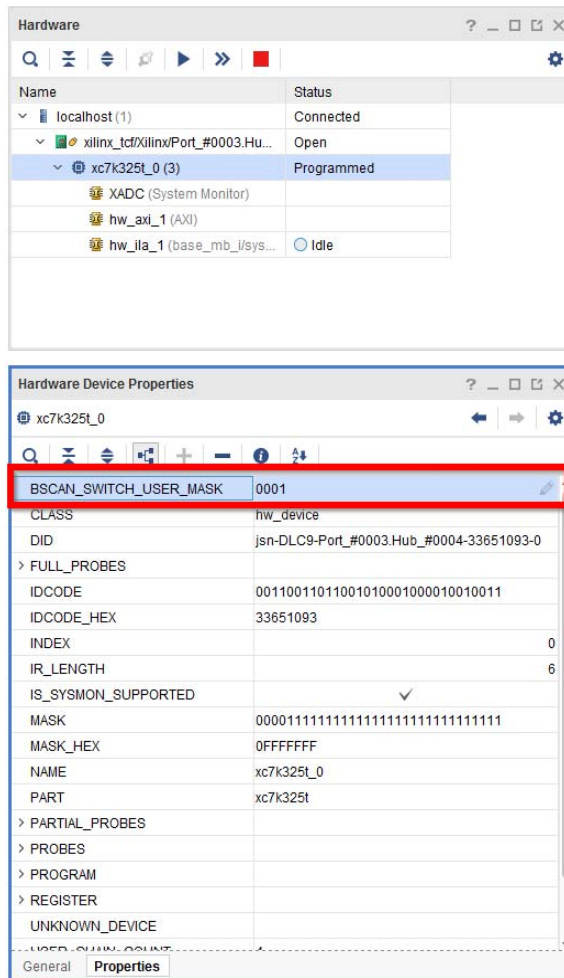 Hardware
Name Status
localhost (1) Connected
xilinx_tcf/Xilinx/Port_#0003.Hu... Open
xc7k325t_0 (3) Programmed
XADC (System Monitor)
hw_axi_1 (AXI)
hw_ila_1 (base_mb_i/sys... Idle
Hardware Device Properties
xc7k325t_0
BSCAN_SWITCH_USER_MASK 0001
CLASS hw_device
DID jsn-DLC9-Port_#0003.Hub_#0004-33651093-0
FULL_PROBES
IDCODE 00110011011001010001000010010011
IDCODE_HEX 33651093
INDEX 0
IR_LENGTH 6
IS_SYSMON_SUPPORTED
MASK 00001111111111111111111111111111
MASK_HEX 0FFFFFFF
NAME xc7k325t_0
PART xc7k325t
PARTIAL_PROBES
PROBES
PROGRAM
REGISTER
UNKNOWN_DEVICE
General Properties